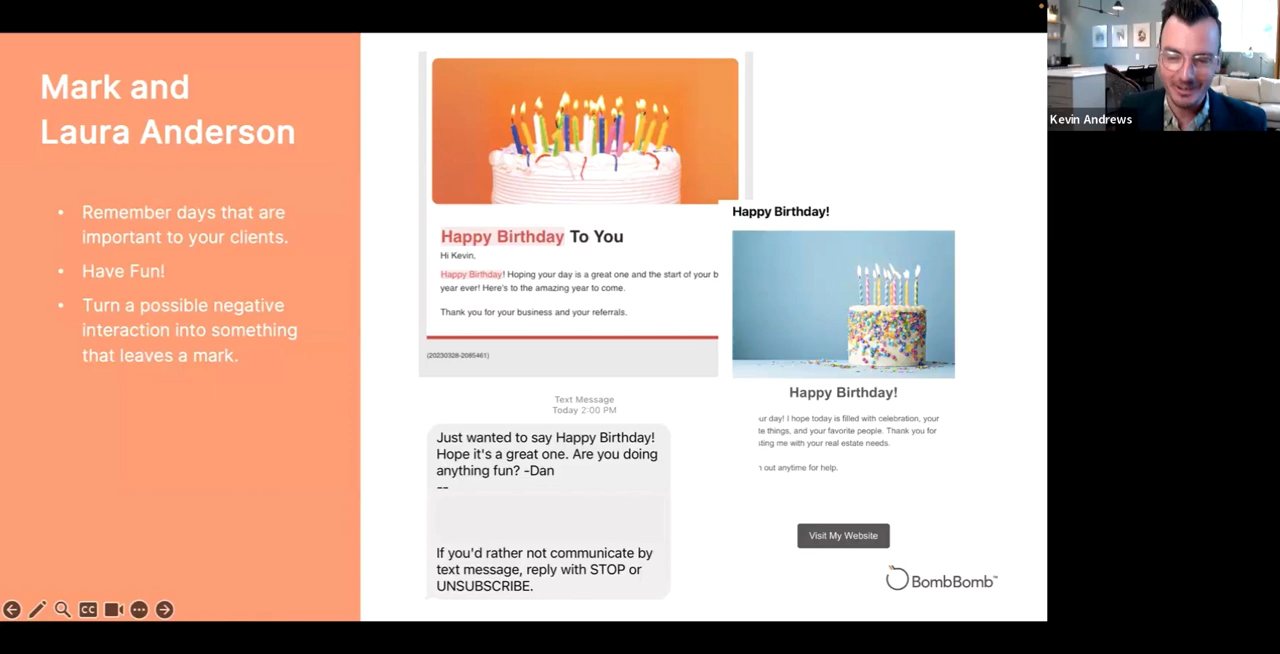 Mark and
Laura Anderson
• Remember days that are
important to your clients.
• Have Fun!
• Turn a possible negative
interaction into something
that leaves a mark.
Happy Birthday To You
Hi Kevin,
Happy Birthday! Hoping your day is a great one and the start of your b
year ever! Here's to the amazing year to come.
Thank you for your business and your referrals.
(20230328-2085461)
Happy Birthday!
Happy Birthday!
ur day! I hope today is filled with celebration, your
te things, and your favorite people. Thank you for
sting me with your real estate needs.
out anytime for help.
Visit My Website
BombBomb™
Text Message
Today 2:00 PM
Just wanted to say Happy Birthday!
Hope it's a great one. Are you doing
anything fun? -Dan
--
If you'd rather not communicate by
text message, reply with STOP or
UNSUBSCRIBE.
CC
Kevin Andrews